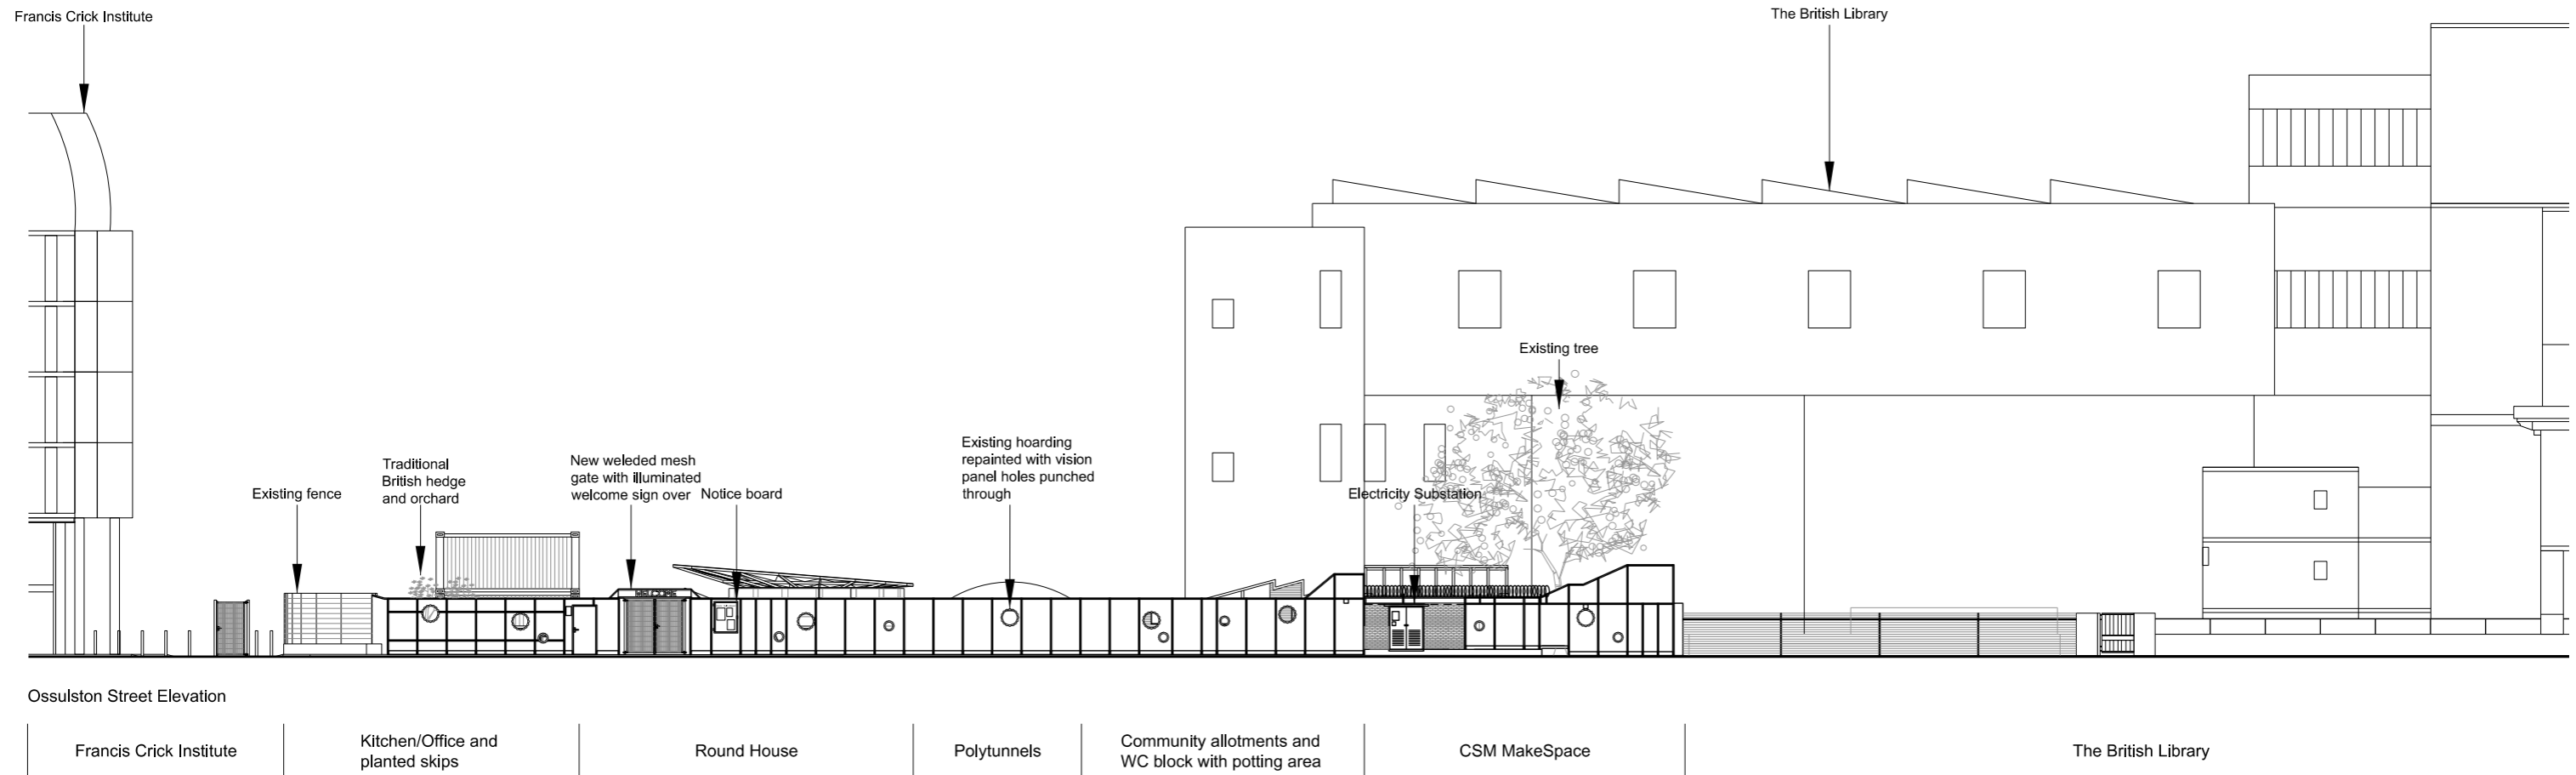 Francis Crick Institute
The British Library
Existing tree
Existing hoarding
repainted with vision
panel holes punched
through
Traditional
British hedge
and orchard
New weleded mesh
gate with illuminated
welcome sign over
Existing fence
Notice board
Electricity Substation
WELCOME
Ossulston Street Elevation
Francis Crick Institute
Kitchen/Office and
planted skips
Round House
Polytunnels
Community allotments and
WC block with potting area
CSM MakeSpace
The British Library